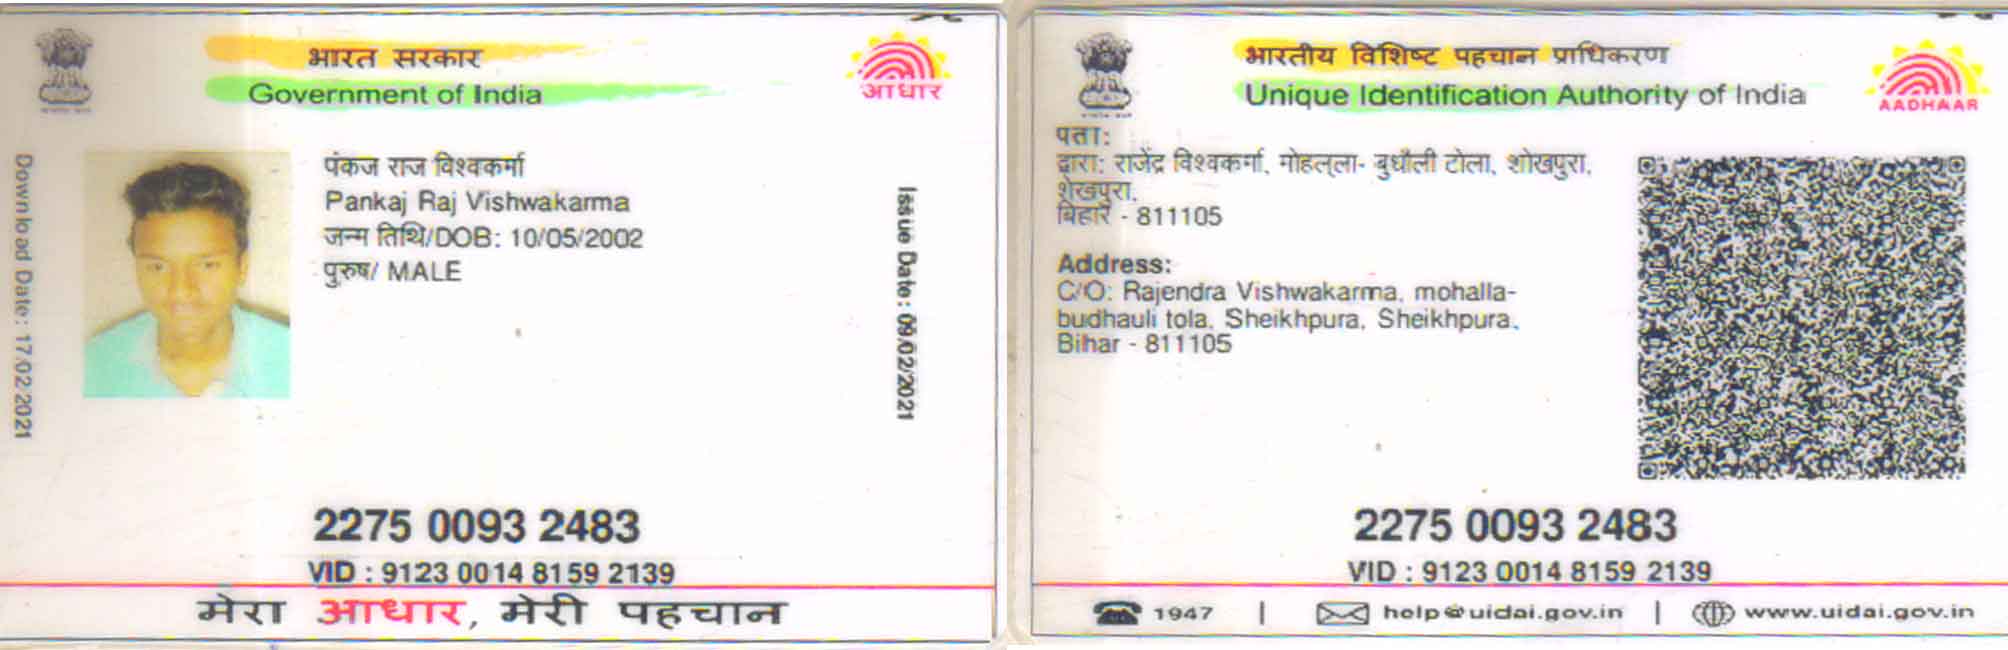 भारत सरकार
Government of India
आधार
Download Date: 17/02/2021
पंकज राज विश्वकर्मा
Pankaj Raj Vishwakarma
जन्म तिथि/DOB: 10/05/2002
पुरुष/ MALE
Issue Date: 09/02/2021
2275 0093 2483
VID : 9123 0014 8159 2139
मेरा आधार, मेरी पहचान
भारतीय विशिष्ट पहचान प्राधिकरण
Unique Identification Authority of India
AADHAAR
पता:
द्वारा: राजेंद्र विश्वकर्मा, मोहल्ला- बुधौली टोला, शोखपुरा,
शेखपुरा,
बिहार - 811105
Address:
C/O: Rajendra Vishwakarma, mohalla-
budhauli tola, Sheikhpura, Sheikhpura,
Bihar - 811105
2275 0093 2483
VID : 9123 0014 8159 2139
1947 | help@uidai.gov.in | www.uidai.gov.in